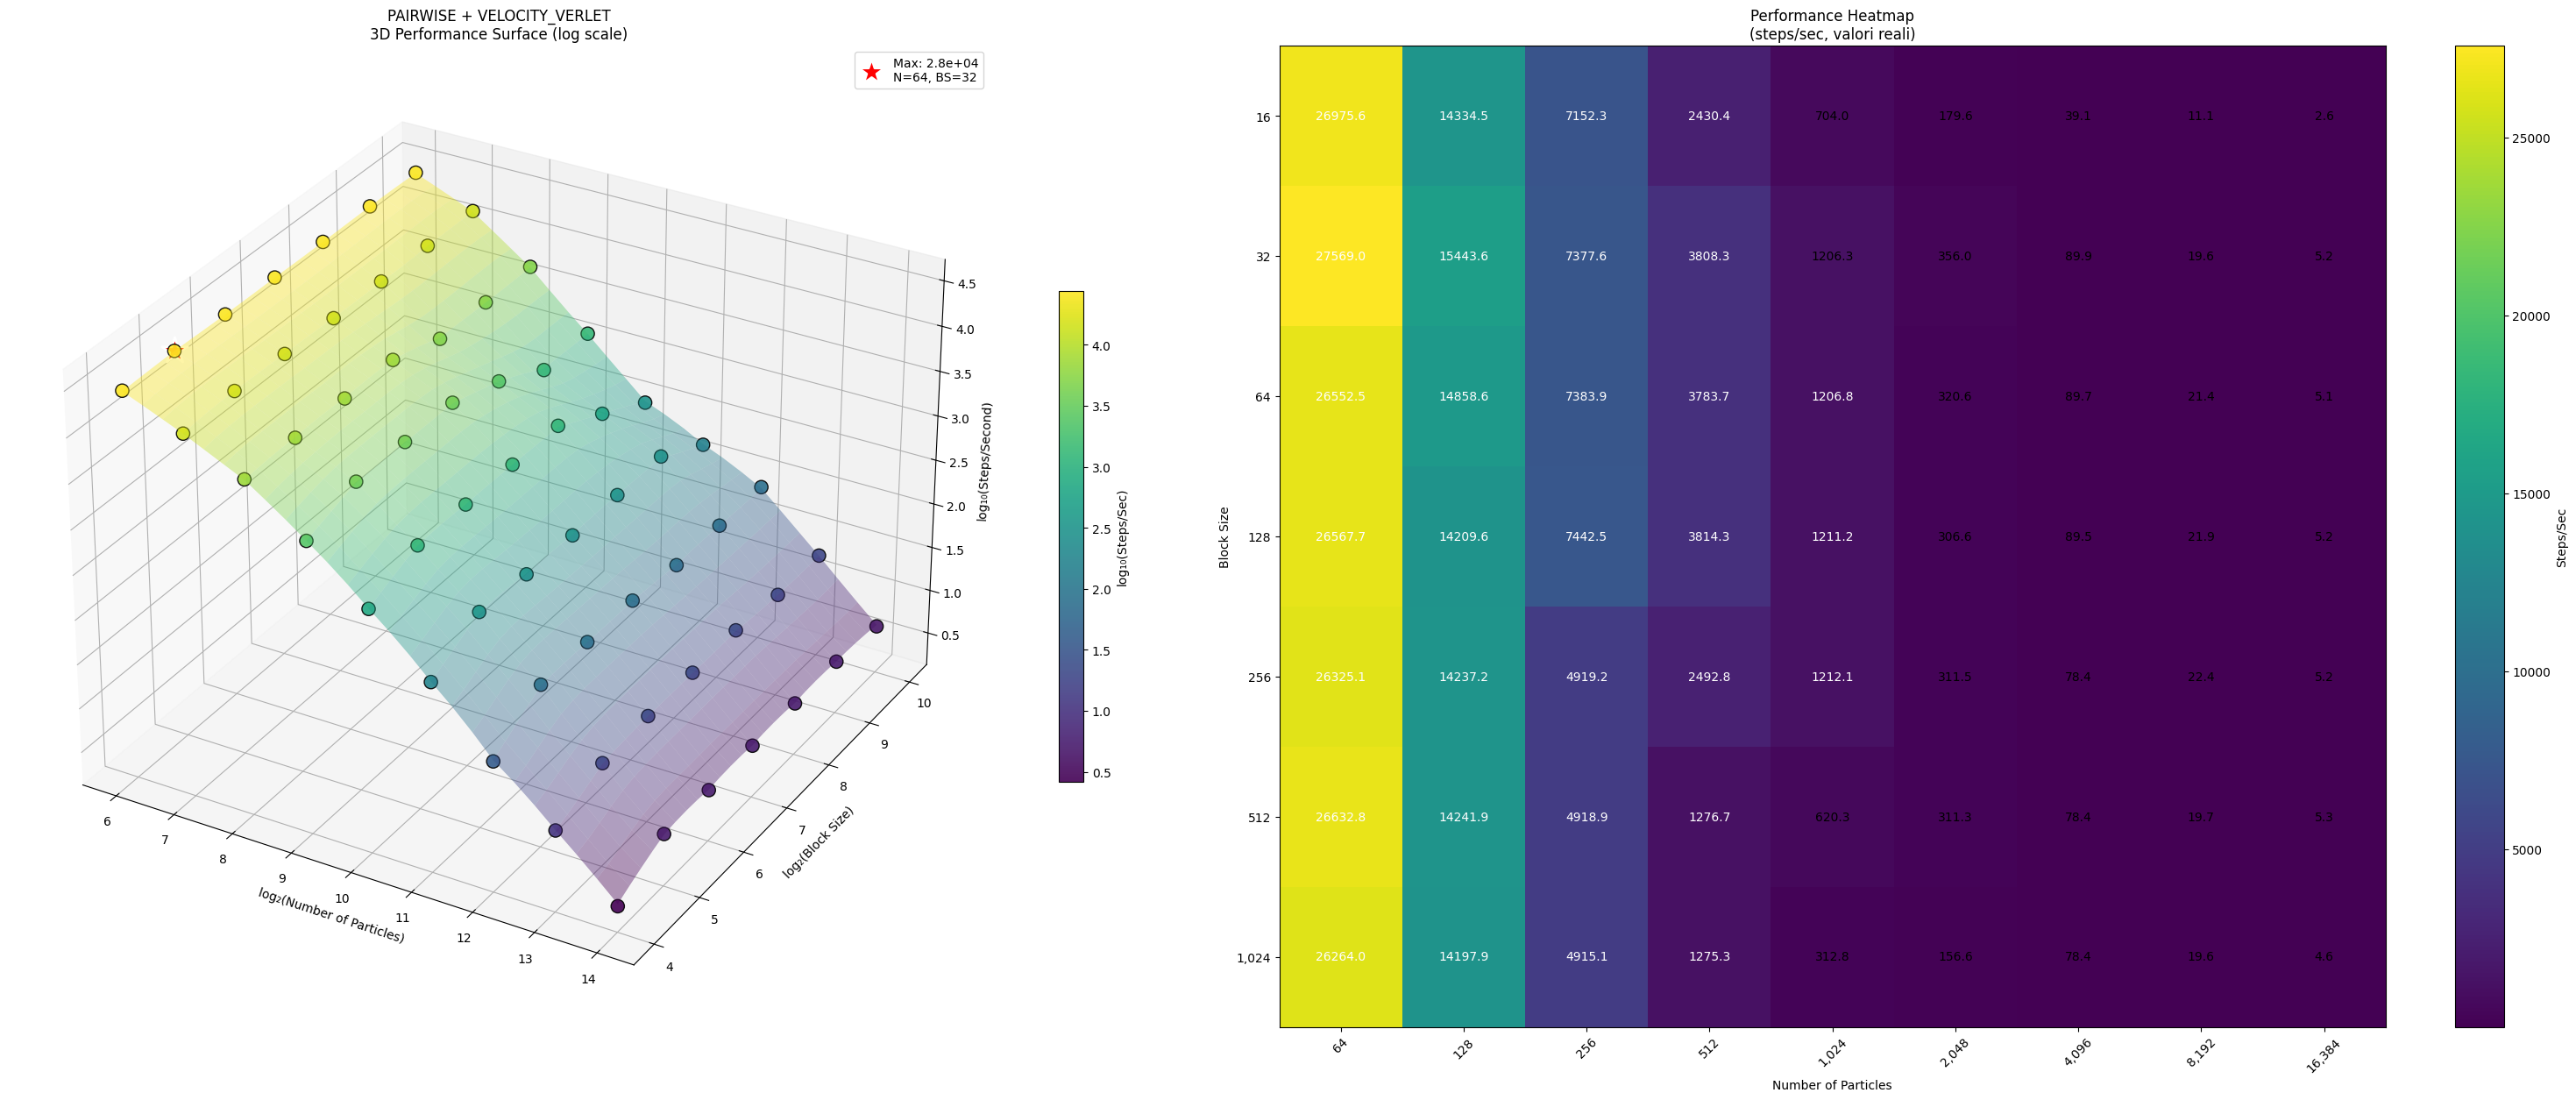 PAIRWISE + VELOCITY_VERLET
3D Performance Surface (log scale)
Max: 2.8e+04
N=64, BS=32
4.5
4.0
3.5
3.0
2.5
2.0
1.5
1.0
0.5
log₁₀(Steps/Second)
6
7
8
9
10
11
12
13
14
log₂(Number of Particles)
4
5
6
7
8
9
10
log₂(Block Size)
4.0
3.5
3.0
2.5
2.0
1.5
1.0
0.5
log₁₀(Steps/Sec)
Performance Heatmap
(steps/sec, valori reali)
Block Size
16 26975.6 14334.5 7152.3 2430.4 704.0 179.6 39.1 11.1 2.6
32 27569.0 15443.6 7377.6 3808.3 1206.3 356.0 89.9 19.6 5.2
64 26552.5 14858.6 7383.9 3783.7 1206.8 320.6 89.7 21.4 5.1
128 26567.7 14209.6 7442.5 3814.3 1211.2 306.6 89.5 21.9 5.2
256 26325.1 14237.2 4919.2 2492.8 1212.1 311.5 78.4 22.4 5.2
512 26632.8 14241.9 4918.9 1276.7 620.3 311.3 78.4 19.7 5.3
1,024 26264.0 14197.9 4915.1 1275.3 312.8 156.6 78.4 19.6 4.6
64 128 256 512 1,024 2,048 4,096 8,192 16,384
Number of Particles
25000
20000
15000
10000
5000
Steps/Sec